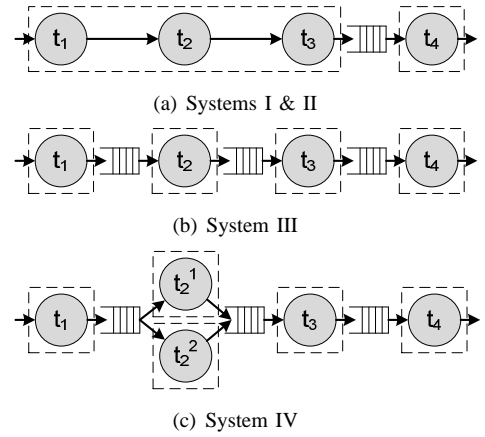 t1 t2 t3 t4
(a) Systems I & II
t1 t2 t3 t4
(b) System III
t2^1
t1 t3 t4
t2^2
(c) System IV